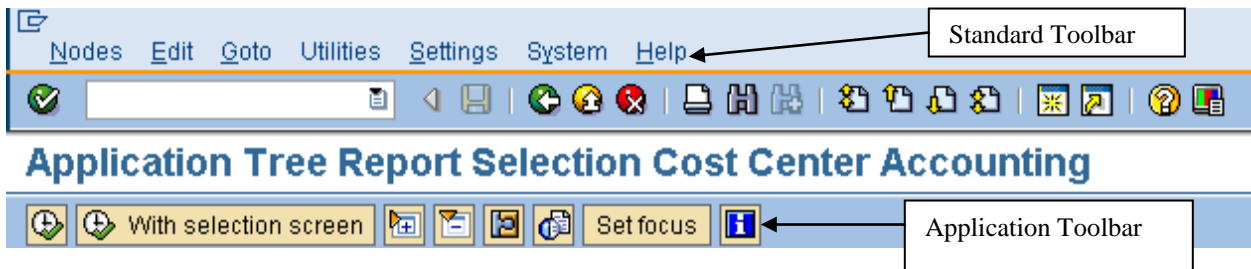 Nodes Edit Goto Utilities Settings System Help
Standard Toolbar
Application Tree Report Selection Cost Center Accounting
With selection screen Set focus
Application Toolbar